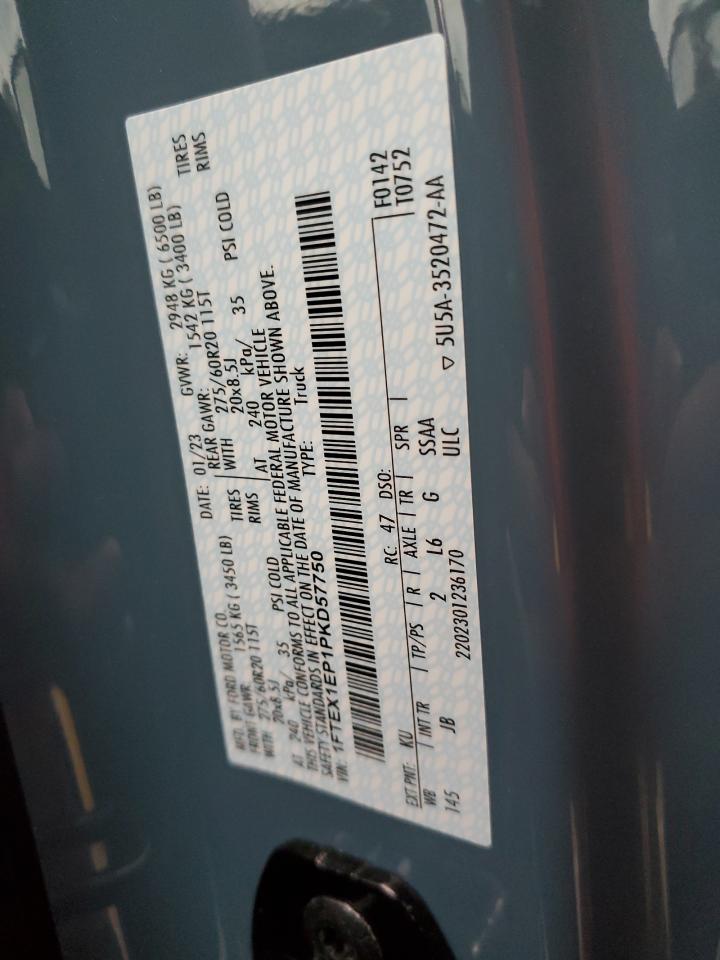 MFD. BY FORD MOTOR CO. DATE: 01/23 GVWR: 2948 KG ( 6500 LB)
FRONT GAWR: 1565 KG ( 3450 LB) REAR GAWR: 1542 KG ( 3400 LB)
WITH 275/60R20 115T TIRES WITH 275/60R20 115T TIRES
20x8.5J RIMS 20x8.5J RIMS
AT 240 kPa/ 35 PSI COLD AT 240 kPa/ 35 PSI COLD
THIS VEHICLE CONFORMS TO ALL APPLICABLE FEDERAL MOTOR VEHICLE
SAFETY STANDARDS IN EFFECT ON THE DATE OF MANUFACTURE SHOWN ABOVE.
VIN: 1FTEX1EP1PKD57750 TYPE: Truck
F0142
EXT PNT: KU RC: 47 DSO: T0752
WB INT TR TP/PS R AXLE TR SPR
145 JB 2 L6 G SSAA
2202301236170 ULC ▽ 5U5A-3520472-AA